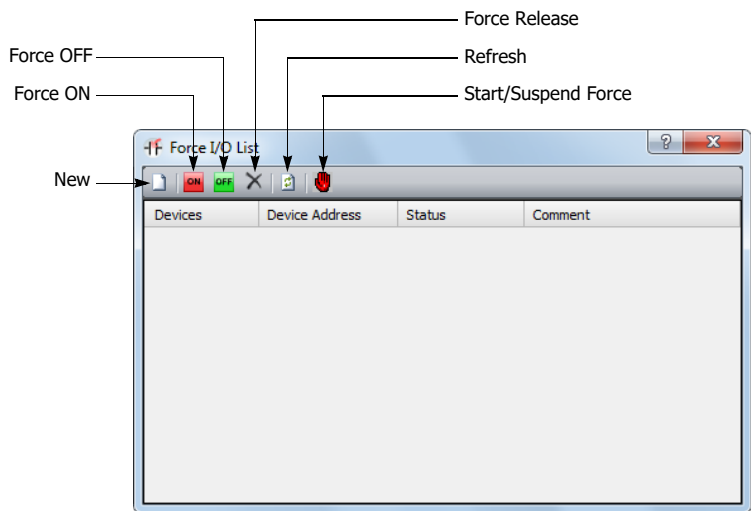 Force Release
Force OFF
Refresh
Force ON
Start/Suspend Force
Force I/O List
?
New
ON
OFF
Devices Device Address Status Comment